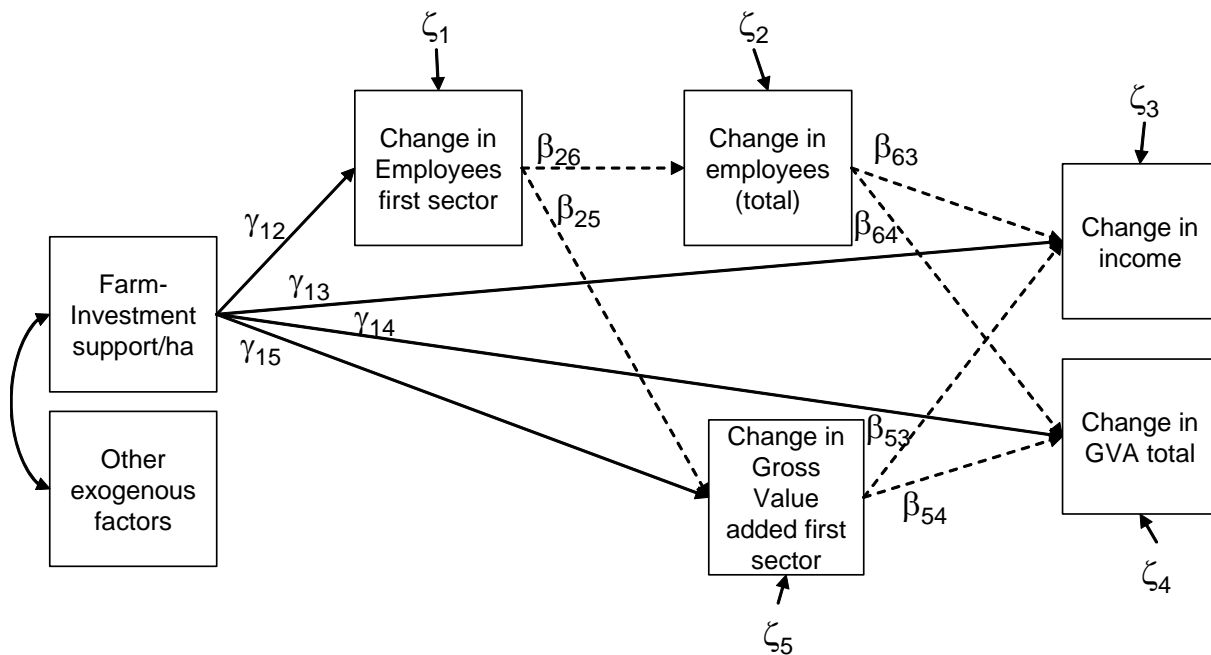 ζ1
ζ2
ζ3
Change in
Employees
first sector
β26
β25
Change in
employees
(total)
β63
β64
Change in
income
γ12
γ13
γ14
γ15
Farm-
Investment
support/ha
Other
exogenous
factors
Change in
Gross
Value
added first
sector
β53
β54
Change in
GVA total
ζ4
ζ5